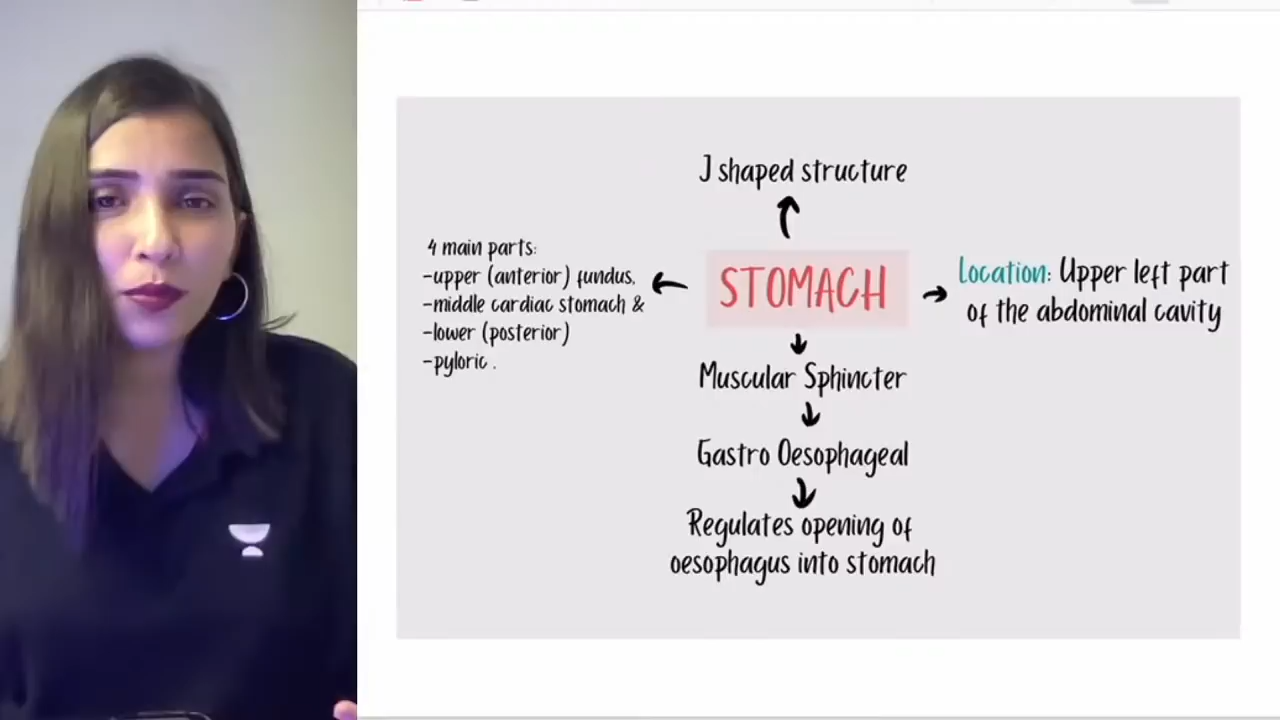 J shaped structure
4 main parts:
-upper (anterior) fundus,
-middle cardiac stomach &
-lower (posterior)
-pyloric .
STOMACH
Location: Upper left part
of the abdominal cavity
Muscular Sphincter
Gastro Oesophageal
Regulates opening of
oesophagus into stomach